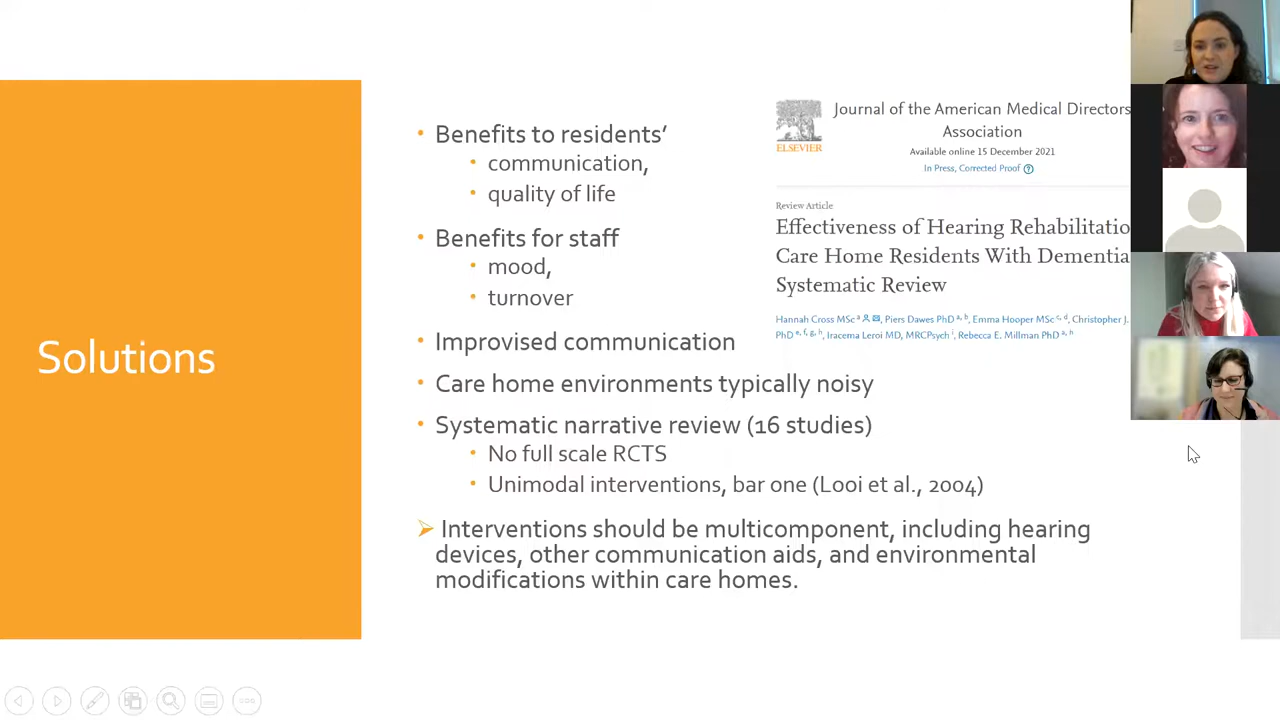 Solutions
Benefits to residents'
communication,
quality of life
Benefits for staff
mood,
turnover
Improvised communication
Care home environments typically noisy
Systematic narrative review (16 studies)
No full scale RCTS
Unimodal interventions, bar one (Looi et al., 2004)
Interventions should be multicomponent, including hearing
devices, other communication aids, and environmental
modifications within care homes.
ELSEVIER
Journal of the American Medical Directors
Association
Available online 15 December 2021
In Press, Corrected Proof
Review Article
Effectiveness of Hearing Rehabilitatio
Care Home Residents With Dementia
Systematic Review
Hannah Cross MSc a, Piers Dawes PhD a, b, Emma Hooper MSc c, d, Christopher J.
PhD e, f, g, h, Iracema Leroi MD, MRCPsych i, Rebecca E. Millman PhD a, h